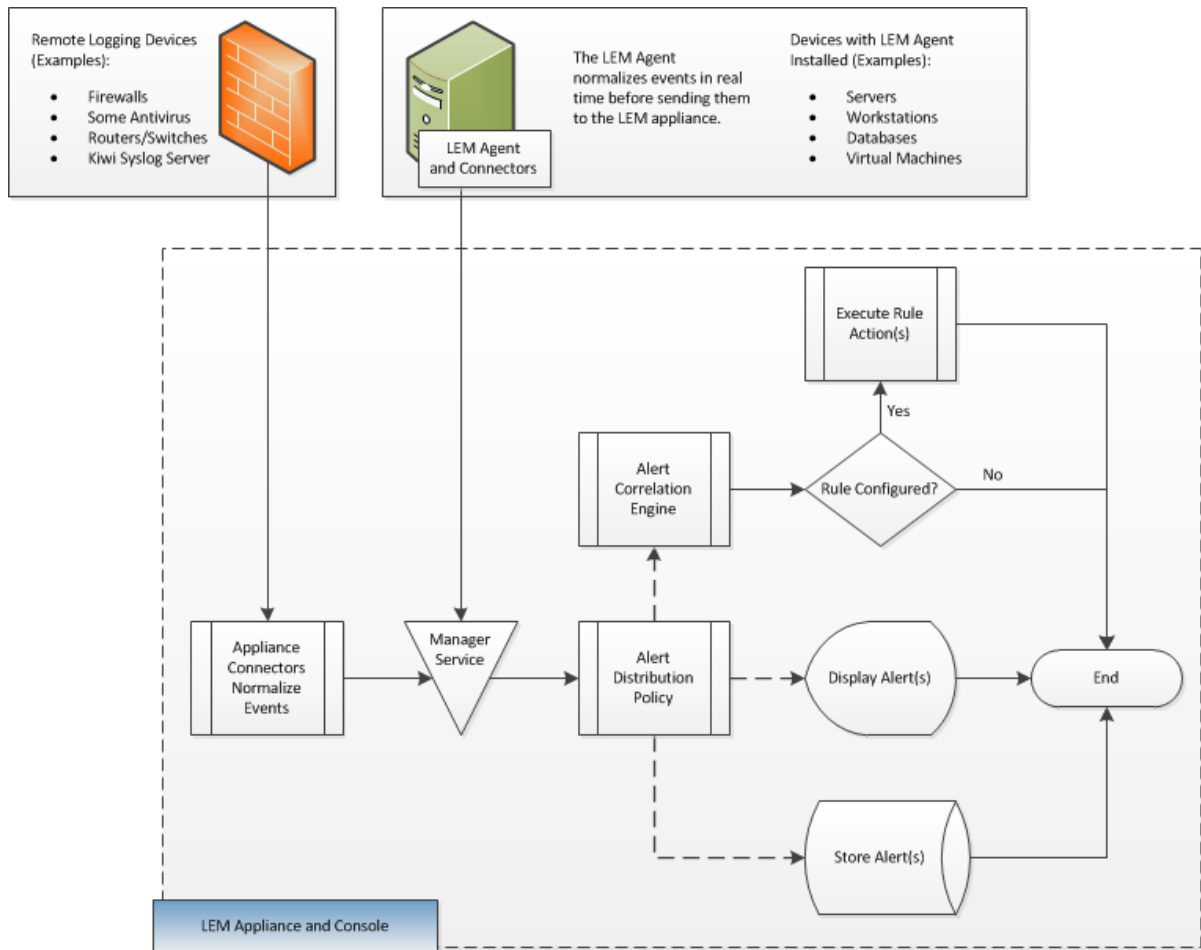 Remote Logging Devices
(Examples):
• Firewalls
• Some Antivirus
• Routers/Switches
• Kiwi Syslog Server
LEM Agent
and Connectors
The LEM Agent
normalizes events in real
time before sending them
to the LEM appliance.
Devices with LEM Agent
Installed (Examples):
• Servers
• Workstations
• Databases
• Virtual Machines
Execute Rule
Action(s)
Yes
Alert
Correlation
Engine
Rule Configured?
No
Appliance
Connectors
Normalize
Events
Manager
Service
Alert
Distribution
Policy
Display Alert(s)
End
Store Alert(s)
LEM Appliance and Console